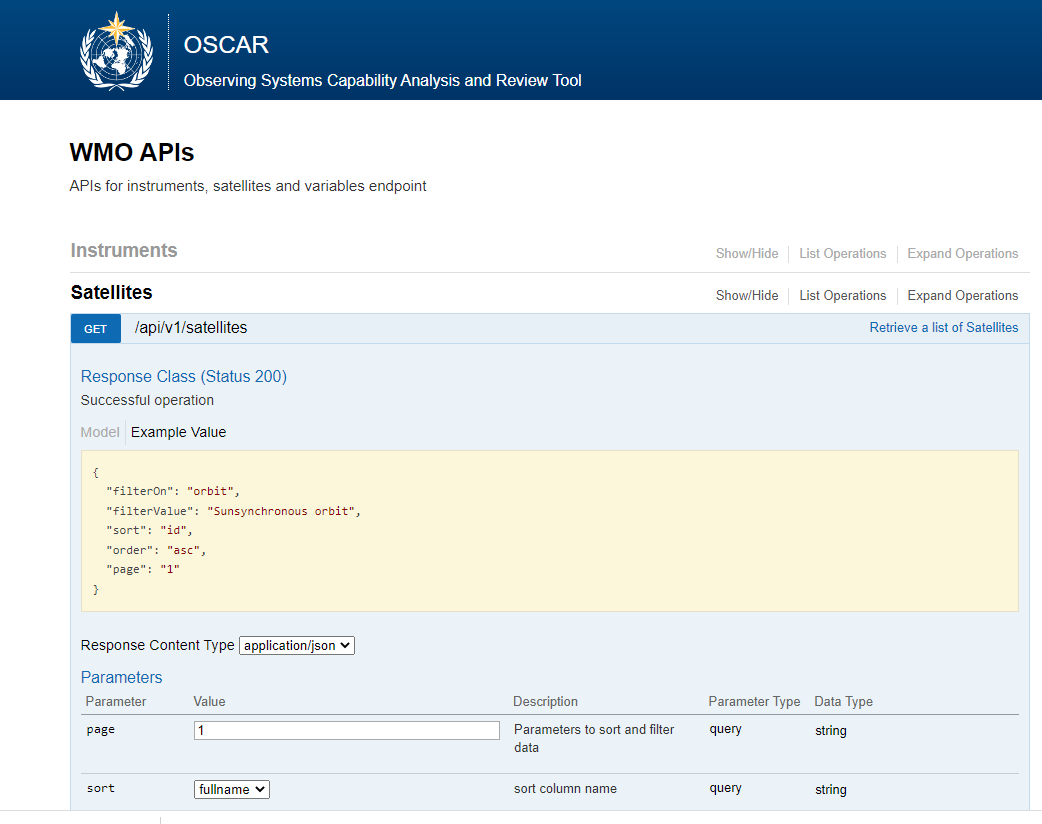 OSCAR
Observing Systems Capability Analysis and Review Tool
WMO APIs
APIs for instruments, satellites and variables endpoint
Instruments Show/Hide List Operations Expand Operations
Satellites Show/Hide List Operations Expand Operations
GET /api/v1/satellites Retrieve a list of Satellites
Response Class (Status 200)
Successful operation
Model Example Value
{
"filterOn": "orbit",
"filterValue": "Sunsynchronous orbit",
"sort": "id",
"order": "asc",
"page": "1"
}
Response Content Type application/json
Parameters
Parameter Value Description Parameter Type Data Type
page 1 Parameters to sort and filter query string
data
sort fullname sort column name query string